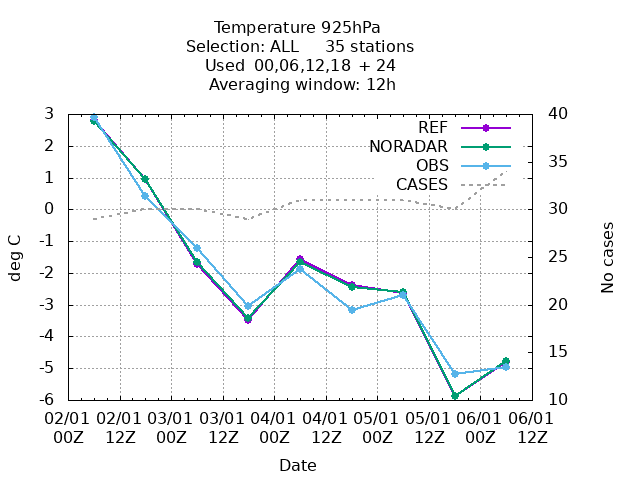 Temperature 925hPa
Selection: ALL 35 stations
Used 00,06,12,18 + 24
Averaging window: 12h
REF
NORADAR
OBS
CASES
3
2
1
0
-1
-2
-3
-4
-5
-6
deg C
40
35
30
25
20
15
10
No cases
02/01 02/01 03/01 03/01 04/01 04/01 05/01 05/01 06/01 06/01
00Z 12Z 00Z 12Z 00Z 12Z 00Z 12Z 00Z 12Z
Date